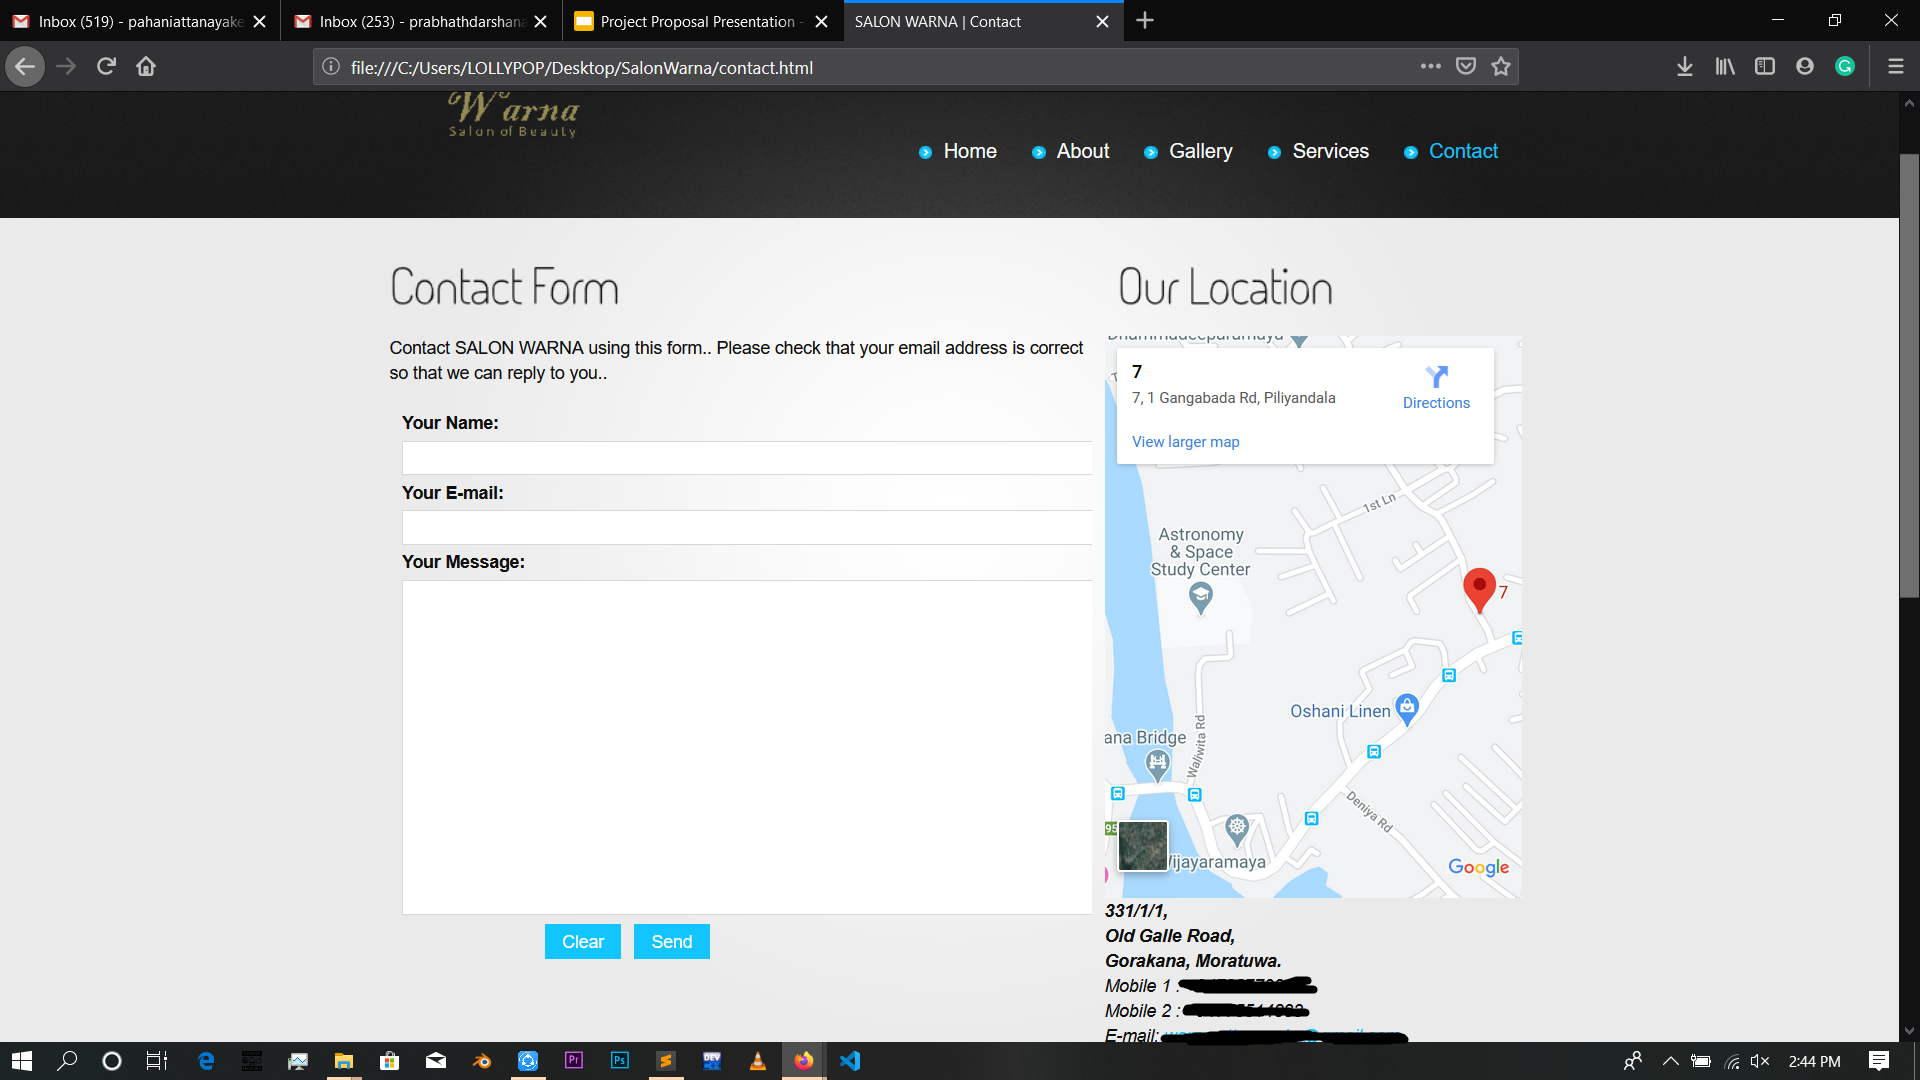 Inbox (519) - pahaniattanayake
Inbox (253) - prabhathdarshana
Project Proposal Presentation -
SALON WARNA | Contact
file:///C:/Users/LOLLYPOP/Desktop/SalonWarna/contact.html
Warna
Salon of Beauty
Home
About
Gallery
Services
Contact
Contact Form
Contact SALON WARNA using this form.. Please check that your email address is correct
so that we can reply to you..
Your Name:
Your E-mail:
Your Message:
Clear
Send
Our Location
7
7, 1 Gangabada Rd, Piliyandala
Directions
View larger map
1st Ln
Astronomy
& Space
Study Center
7
Oshani Linen
ana Bridge
Waliwita Rd
Deniya Rd
95
Vijayaramaya
Google
331/1/1,
Old Galle Road,
Gorakana, Moratuwa.
Mobile 1 :
Mobile 2 :
E-mail:
Pr
Ps
DEV
2:44 PM